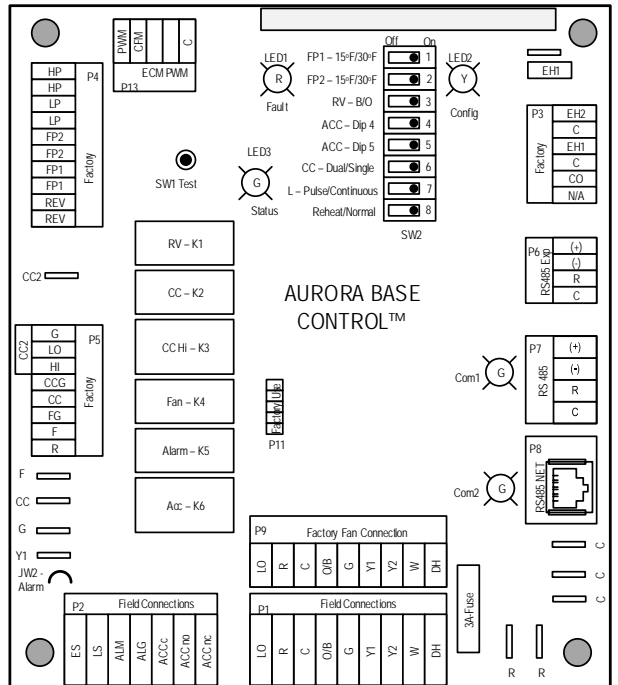 PWM
CFM
C
ECM PWM
P13
LED1
R
Fault
Off On
FP1 – 15ºF/30ºF 1
FP2 – 15ºF/30ºF 2
RV – B/O 3
ACC – Dip 4 4
ACC – Dip 5 5
CC – Dual/Single 6
L – Pulse/Continuous 7
Reheat/Normal 8
SW2
LED2
Y
Config
EH1
P4
HP
HP
LP
LP
FP2
FP2
FP1
FP1
REV
REV
Factory
SW1 Test
LED3
G
Status
P3
EH2
C
EH1
C
CO
N/A
Factory
RV – K1
CC – K2
CC Hi – K3
Fan – K4
Alarm – K5
Acc – K6
AURORA BASE
CONTROL™
P6
RS485 Exp
(+)
(-)
R
C
CC2
CC2
P5
G
LO
HI
CCG
CC
FG
F
R
Factory
Factory Use
P11
Com1
G
P7
RS 485
(+)
(-)
R
C
Com2
G
P8
RS485 NET
F
CC
G
Y1
JW2 -
Alarm
P9
Factory Fan Connection
LO
R
C
O/B
G
Y1
Y2
W
DH
P2
Field Connections
ES
LS
ALM
ALG
ACC c
ACC no
ACC nc
P1
Field Connections
LO
R
C
O/B
G
Y1
Y2
W
DH
3A-Fuse
C
C
C
R
R